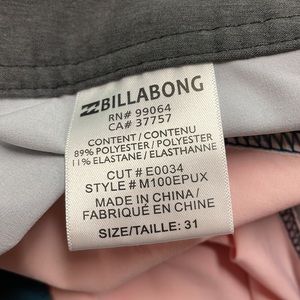 BILLABONG
RN# 99064
CA# 37757
CONTENT / CONTENU
89% POLYESTER / POLYESTER
11% ELASTANE / ELASTHANNE
CUT # E0034
STYLE # M100EPUX
MADE IN CHINA /
FABRIQUÉ EN CHINE
SIZE/TAILLE: 31